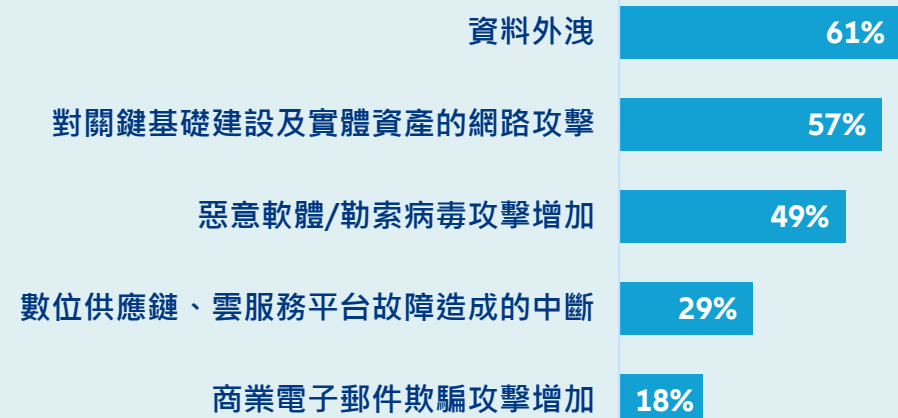 資料外洩 61%
對關鍵基礎建設及實體資產的網路攻擊 57%
惡意軟體/勒索病毒攻擊增加 49%
數位供應鏈、雲服務平台故障造成的中斷 29%
商業電子郵件欺騙攻擊增加 18%